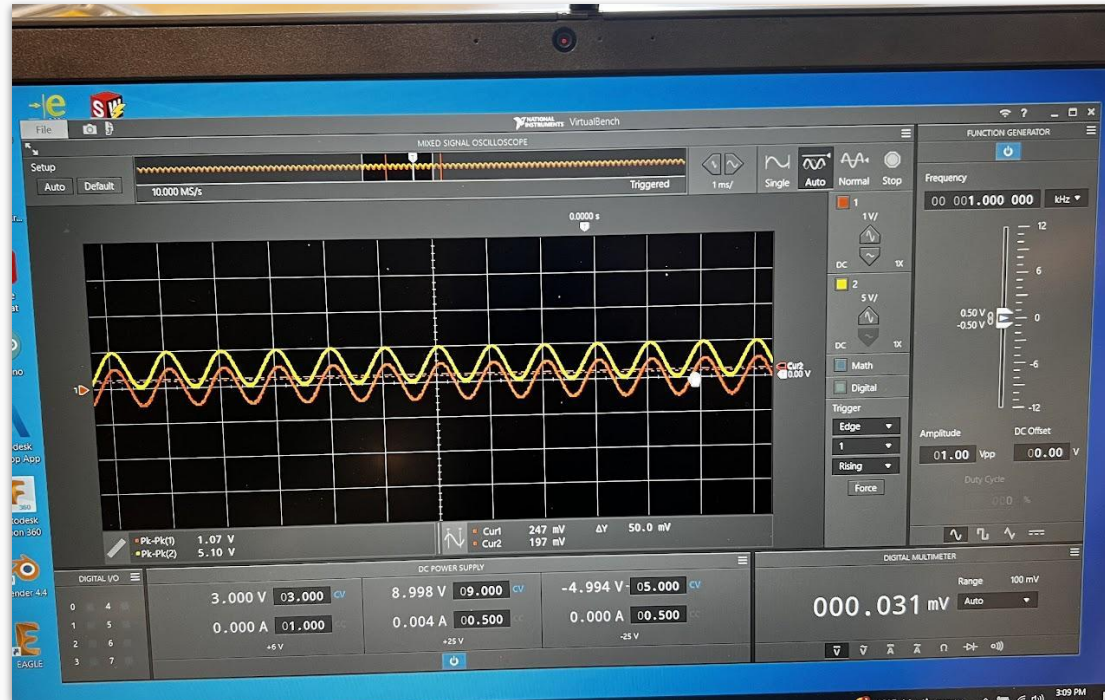 SW
File
NATIONAL INSTRUMENTS VirtualBench
MIXED SIGNAL OSCILLOSCOPE
Setup
Auto Default
10.000 MS/s
Triggered
1 ms/
Single Auto Normal Stop
0.0000 s
1
1 V/
DC 1X
2
5 V/
DC 1X
Math
Digital
Trigger
Edge
1
Rising
Force
Cur2
0.00 V
Pk-Pk(1) 1.07 V
Pk-Pk(2) 5.10 V
Cur1 247 mV ΔY 50.0 mV
Cur2 197 mV
FUNCTION GENERATOR
Frequency
00 001.000 000 kHz
12
6
0.50 V
-0.50 V
0
-6
-12
Amplitude DC Offset
01.00 Vpp 00.00 V
Duty Cycle
%
DIGITAL I/O
0 4
1 5
2 6
3 7
DC POWER SUPPLY
3.000 V 03.000 CV
0.000 A 01.000 CC
+6 V
8.998 V 09.000 CV
0.004 A 00.500
+25 V
-4.994 V -05.000 CV
0.000 A 00.500
-25 V
DIGITAL MULTIMETER
Range 100 mV
000.031 mV Auto
V V A A Ω
360
EAGLE
3:09 PM